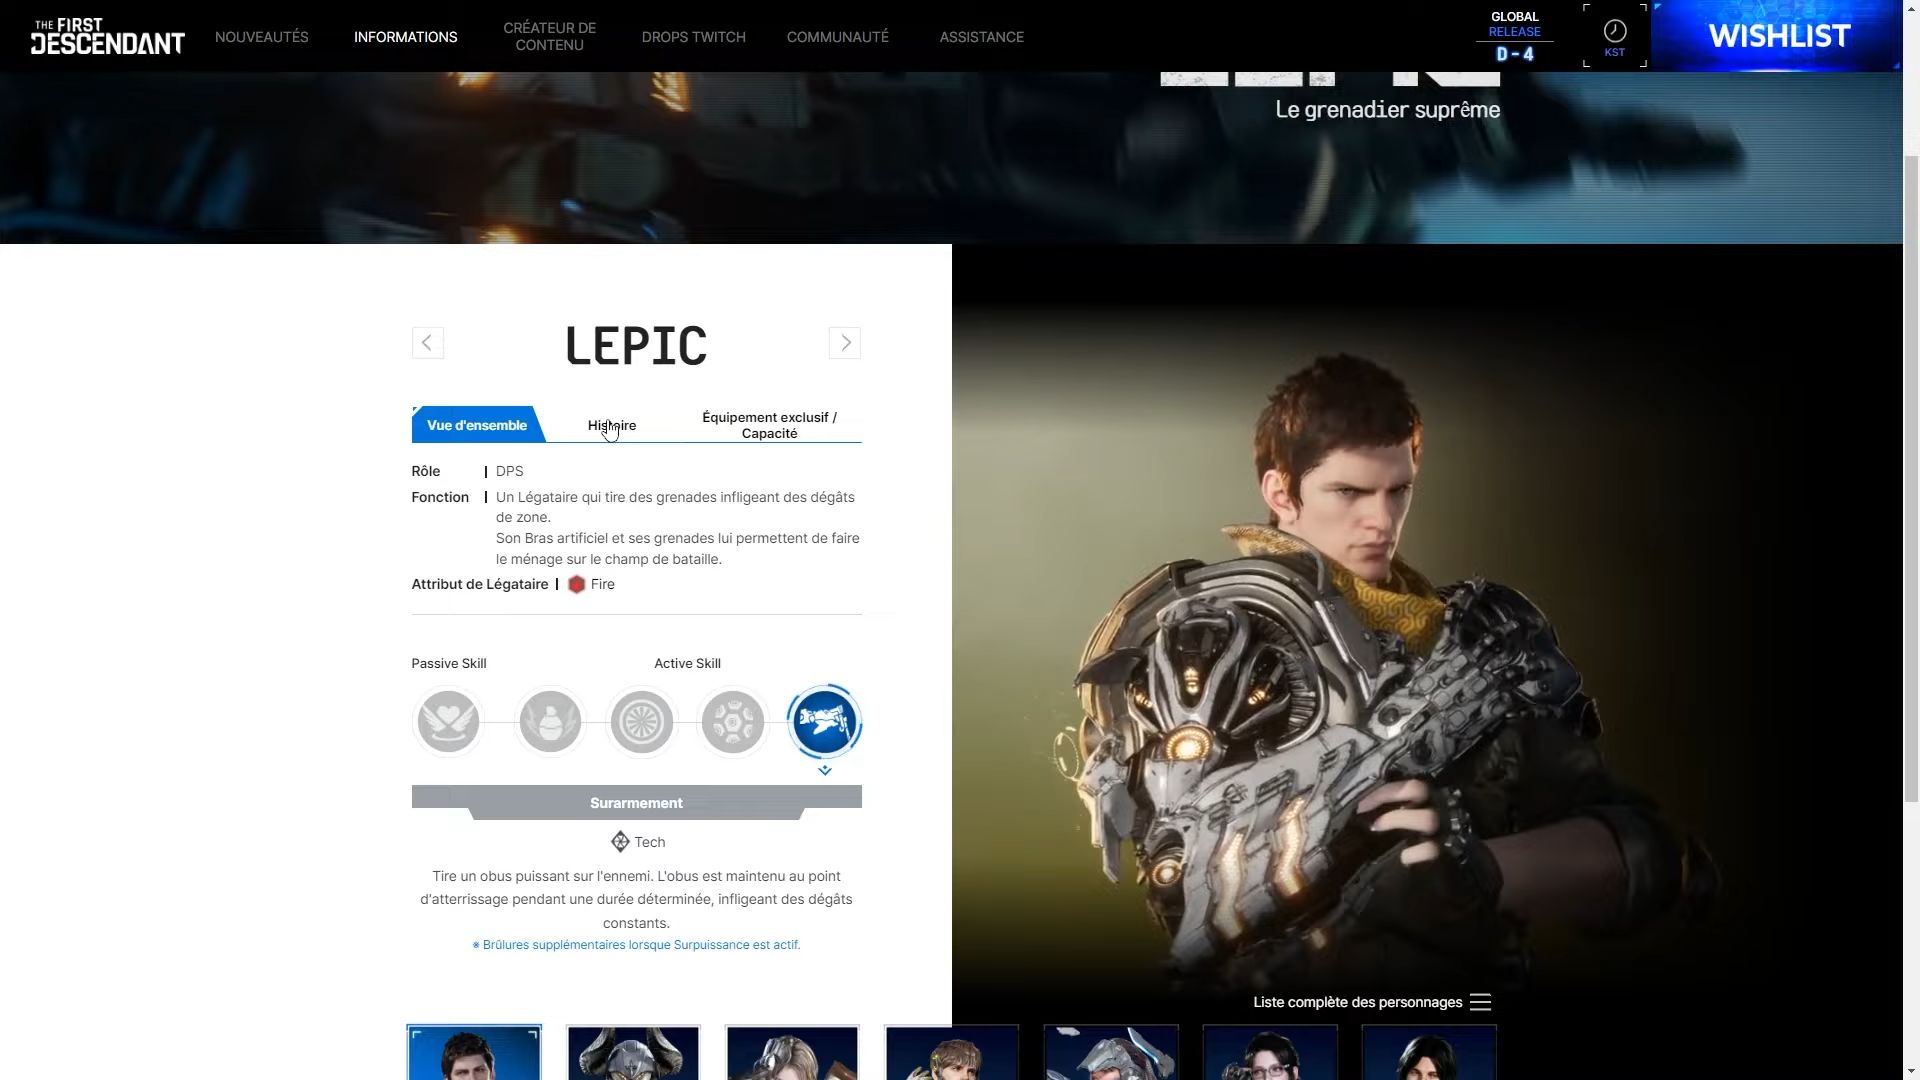 THE FIRST
DESCENDANT
NOUVEAUTÉS
INFORMATIONS
CRÉATEUR DE
CONTENU
DROPS TWITCH
COMMUNAUTÉ
ASSISTANCE
GLOBAL
RELEASE
D-4
KST
WISHLIST
Le grenadier suprême
LEPIC
Vue d'ensemble
Histoire
Équipement exclusif /
Capacité
Rôle | DPS
Fonction | Un Légataire qui tire des grenades infligeant des dégâts
de zone.
Son Bras artificiel et ses grenades lui permettent de faire
le ménage sur le champ de bataille.
Attribut de Légataire | Fire
Passive Skill
Active Skill
Surarmement
Tech
Tire un obus puissant sur l'ennemi. L'obus est maintenu au point
d'atterrissage pendant une durée déterminée, infligeant des dégâts
constants.
※ Brûlures supplémentaires lorsque Surpuissance est actif.
Liste complète des personnages